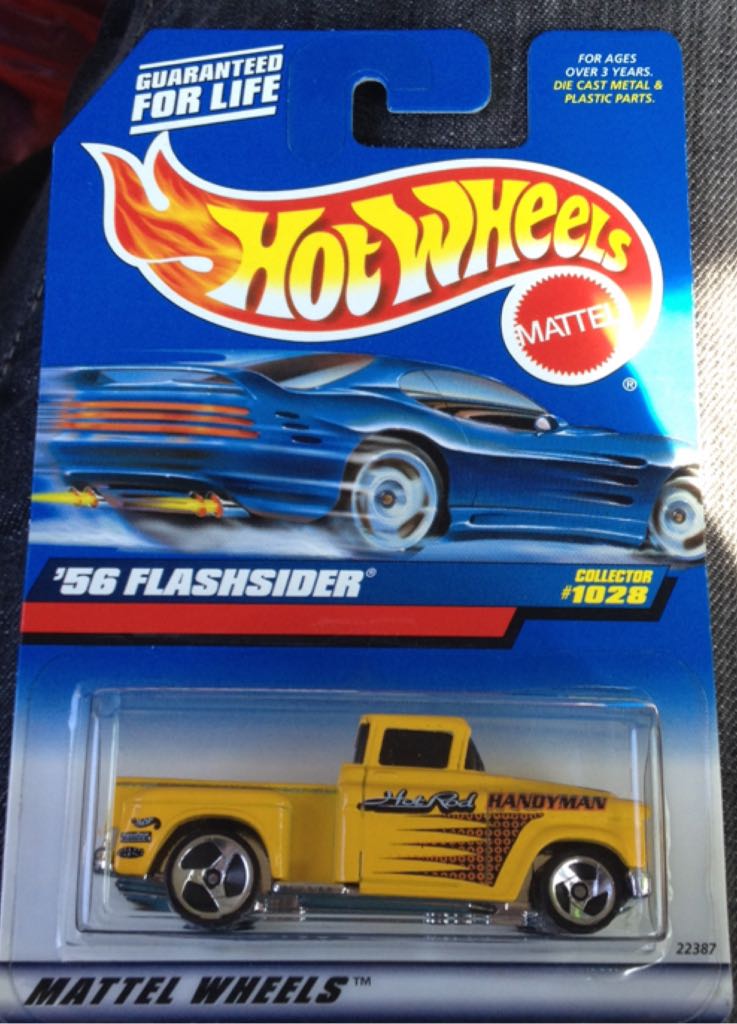 GUARANTEED
FOR LIFE
FOR AGES
OVER 3 YEARS.
DIE CAST METAL &
PLASTIC PARTS.
Hot Wheels
MATTEL
®
'56 FLASHSIDER®
COLLECTOR
#1028
Hot Rod HANDYMAN
22387
MATTEL WHEELS™